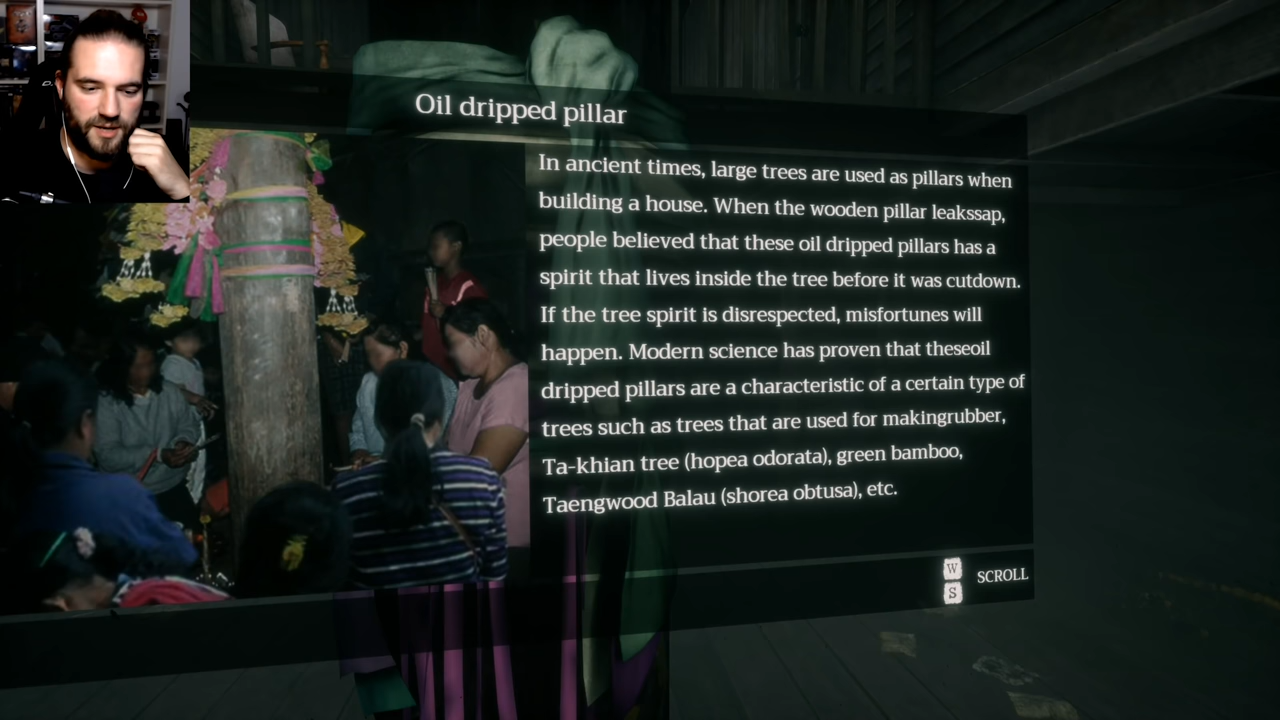 Oil dripped pillar
In ancient times, large trees are used as pillars when
building a house. When the wooden pillar leakssap,
people believed that these oil dripped pillars has a
spirit that lives inside the tree before it was cutdown.
If the tree spirit is disrespected, misfortunes will
happen. Modern science has proven that theseoil
dripped pillars are a characteristic of a certain type of
trees such as trees that are used for makingrubber,
Ta-khian tree (hopea odorata), green bamboo,
Taengwood Balau (shorea obtusa), etc.
W
SCROLL
S